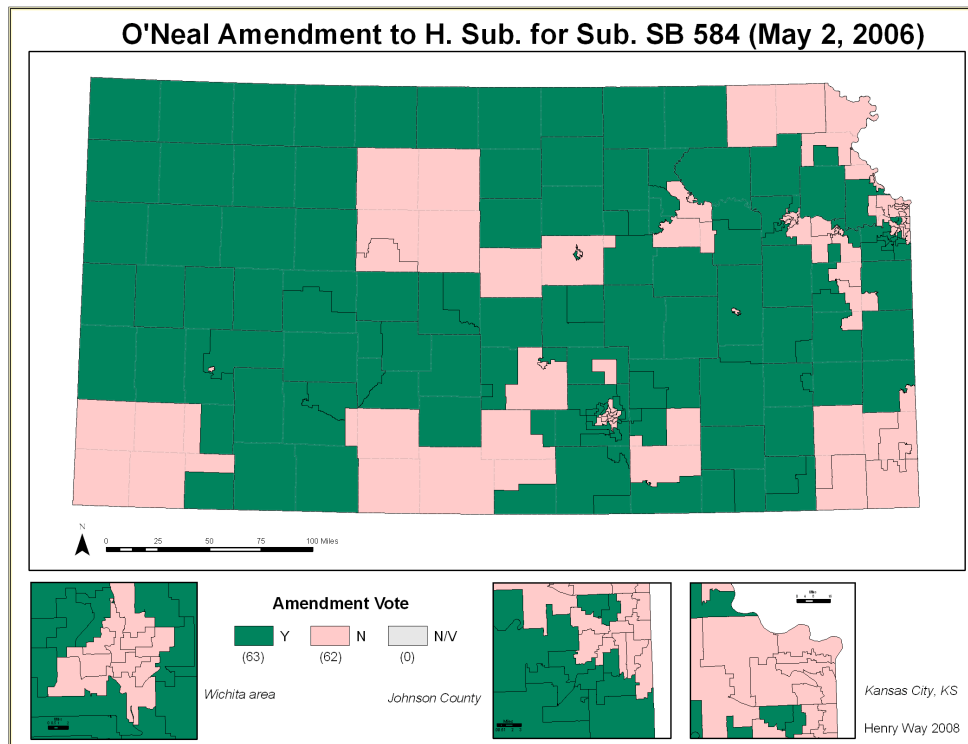 O'Neal Amendment to H. Sub. for Sub. SB 584 (May 2, 2006)
N
0 25 50 75 100 Miles
Amendment Vote
Y N N/V
(63) (62) (0)
Wichita area
Johnson County
Kansas City, KS
Henry Way 2008